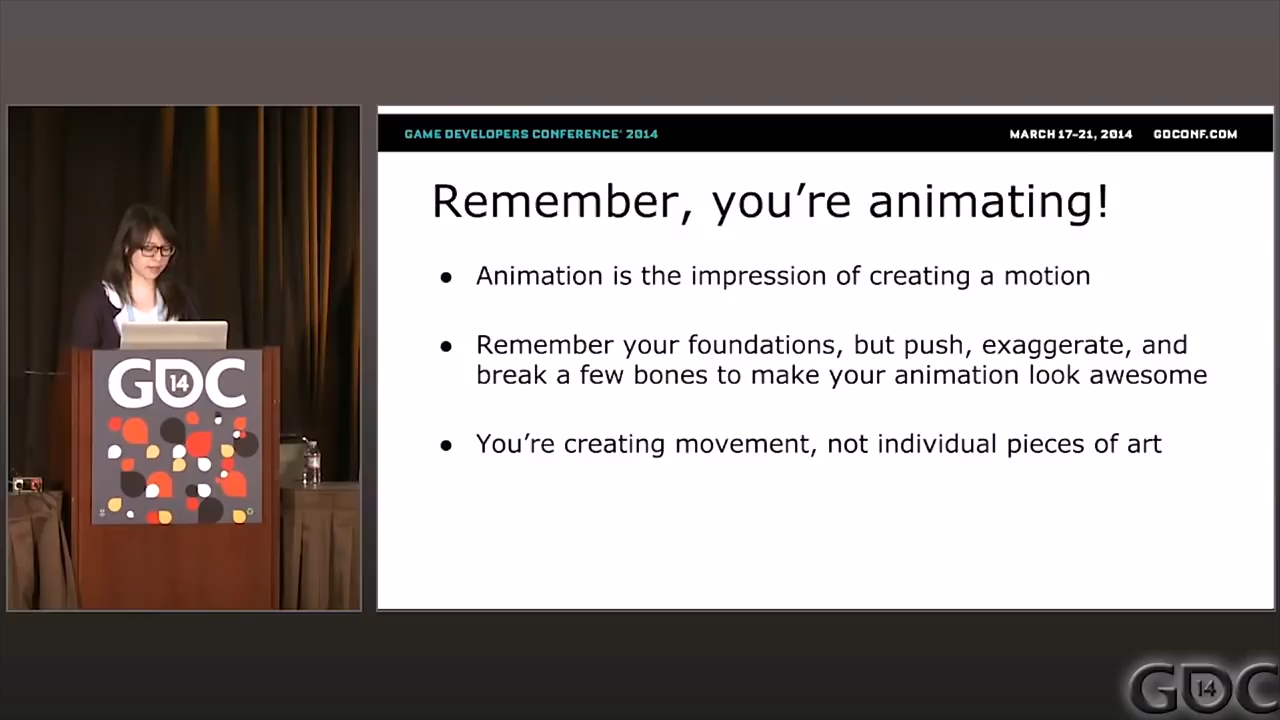 GAME DEVELOPERS CONFERENCE® 2014
MARCH 17–21, 2014 GDCONF.COM
Remember, you’re animating!
● Animation is the impression of creating a motion
● Remember your foundations, but push, exaggerate, and
break a few bones to make your animation look awesome
● You’re creating movement, not individual pieces of art
GDC
14
GDC
14